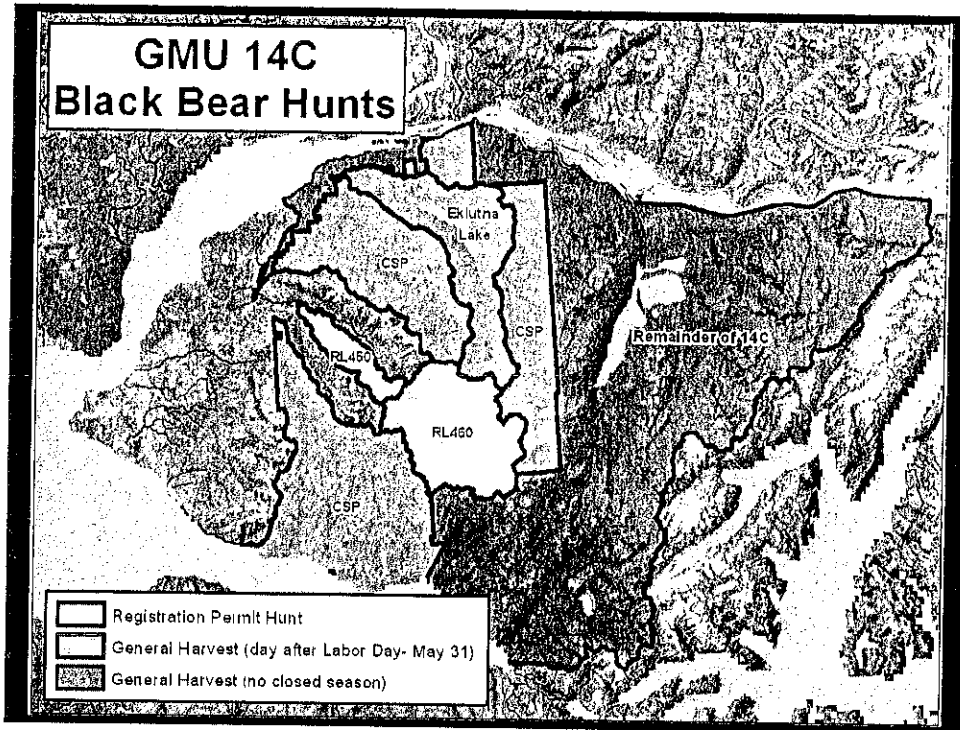 GMU 14C
Black Bear Hunts
Eklutna
Lake
CSP
CSP
Remainder of 14C
RL460
RL460
CSP
Registration Permit Hunt
General Harvest (day after Labor Day- May 31)
General Harvest (no closed season)